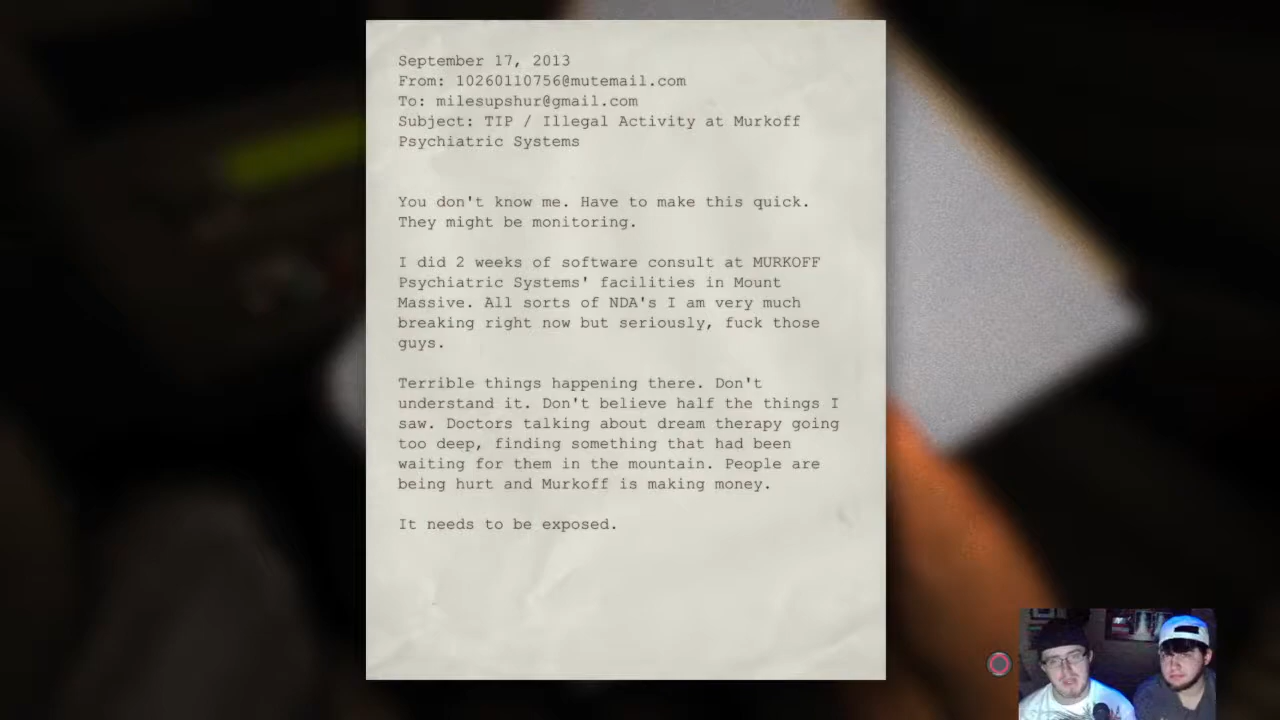 September 17, 2013
From: 10260110756@mutemail.com
To: milesupshur@gmail.com
Subject: TIP / Illegal Activity at Murkoff
Psychiatric Systems
You don't know me. Have to make this quick.
They might be monitoring.
I did 2 weeks of software consult at MURKOFF
Psychiatric Systems' facilities in Mount
Massive. All sorts of NDA's I am very much
breaking right now but seriously, fuck those
guys.
Terrible things happening there. Don't
understand it. Don't believe half the things I
saw. Doctors talking about dream therapy going
too deep, finding something that had been
waiting for them in the mountain. People are
being hurt and Murkoff is making money.
It needs to be exposed.